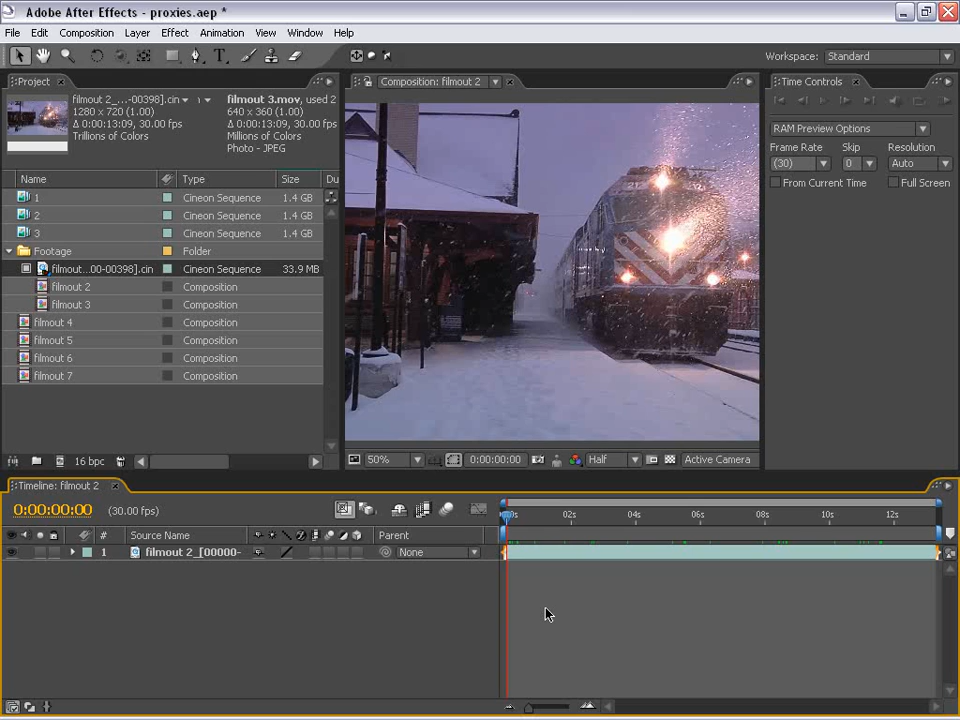 Adobe After Effects - proxies.aep *
File Edit Composition Layer Effect Animation View Window Help
Workspace: Standard
Project
filmout 2_...-00398].cin
1280 x 720 (1.00)
Δ 0:00:13:09, 30.00 fps
Trillions of Colors
filmout 3.mov, used 2
640 x 360 (1.00)
Δ 0:00:13:09, 30.00 fps
Millions of Colors
Photo - JPEG
Name Type Size Du
1 Cineon Sequence 1.4 GB
2 Cineon Sequence 1.4 GB
3 Cineon Sequence 1.4 GB
Footage Folder
filmout...00-00398].cin Cineon Sequence 33.9 MB
filmout 2 Composition
filmout 3 Composition
filmout 4 Composition
filmout 5 Composition
filmout 6 Composition
filmout 7 Composition
16 bpc
Composition: filmout 2
50% 0:00:00:00 Half Active Camera
Time Controls
RAM Preview Options
Frame Rate Skip Resolution
(30) 0 Auto
From Current Time Full Screen
Timeline: filmout 2
0:00:00:00 (30.00 fps)
02s 04s 06s 08s 10s 12s
# Source Name Parent
1 filmout 2_[00000- None